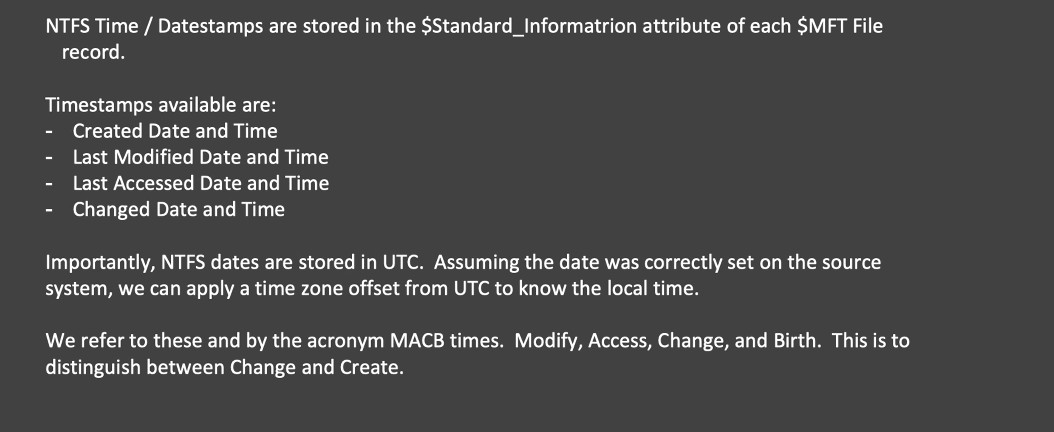 NTFS Time / Datestamps are stored in the $Standard_Informatrion attribute of each $MFT File
record.
Timestamps available are:
- Created Date and Time
- Last Modified Date and Time
- Last Accessed Date and Time
- Changed Date and Time
Importantly, NTFS dates are stored in UTC. Assuming the date was correctly set on the source
system, we can apply a time zone offset from UTC to know the local time.
We refer to these and by the acronym MACB times. Modify, Access, Change, and Birth. This is to
distinguish between Change and Create.